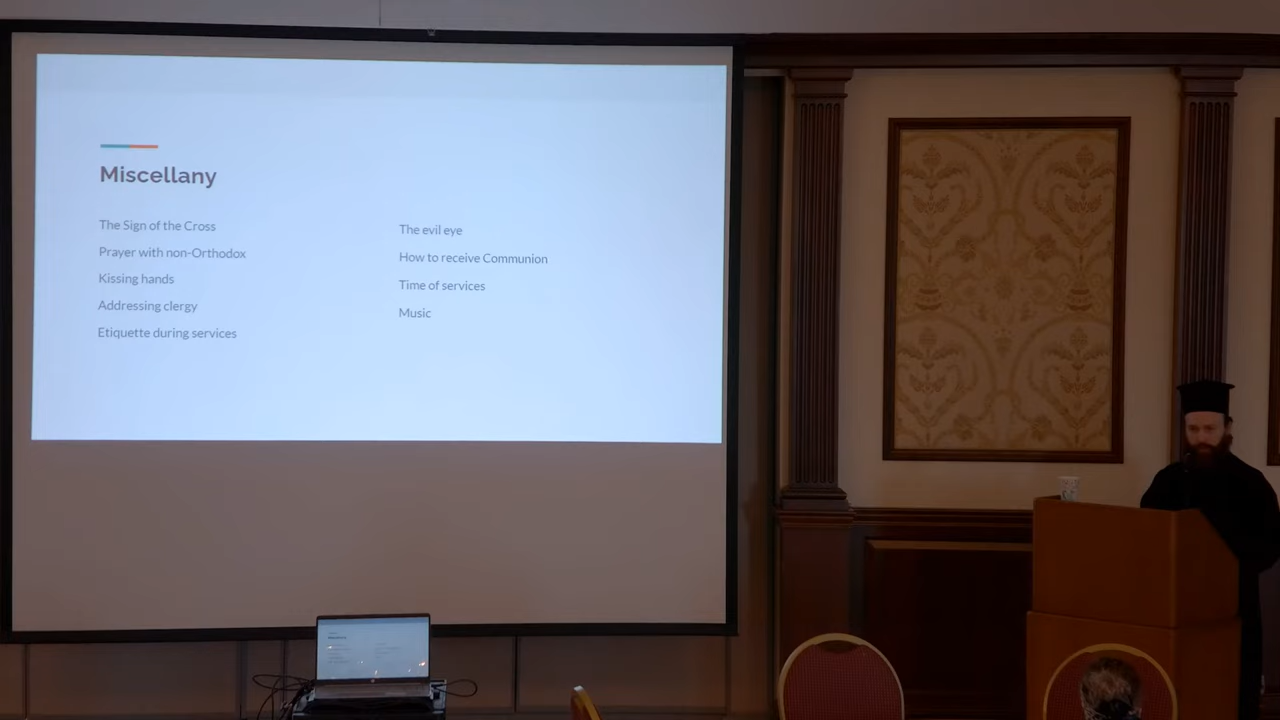 Miscellany
The Sign of the Cross
Prayer with non-Orthodox
Kissing hands
Addressing clergy
Etiquette during services
The evil eye
How to receive Communion
Time of services
Music